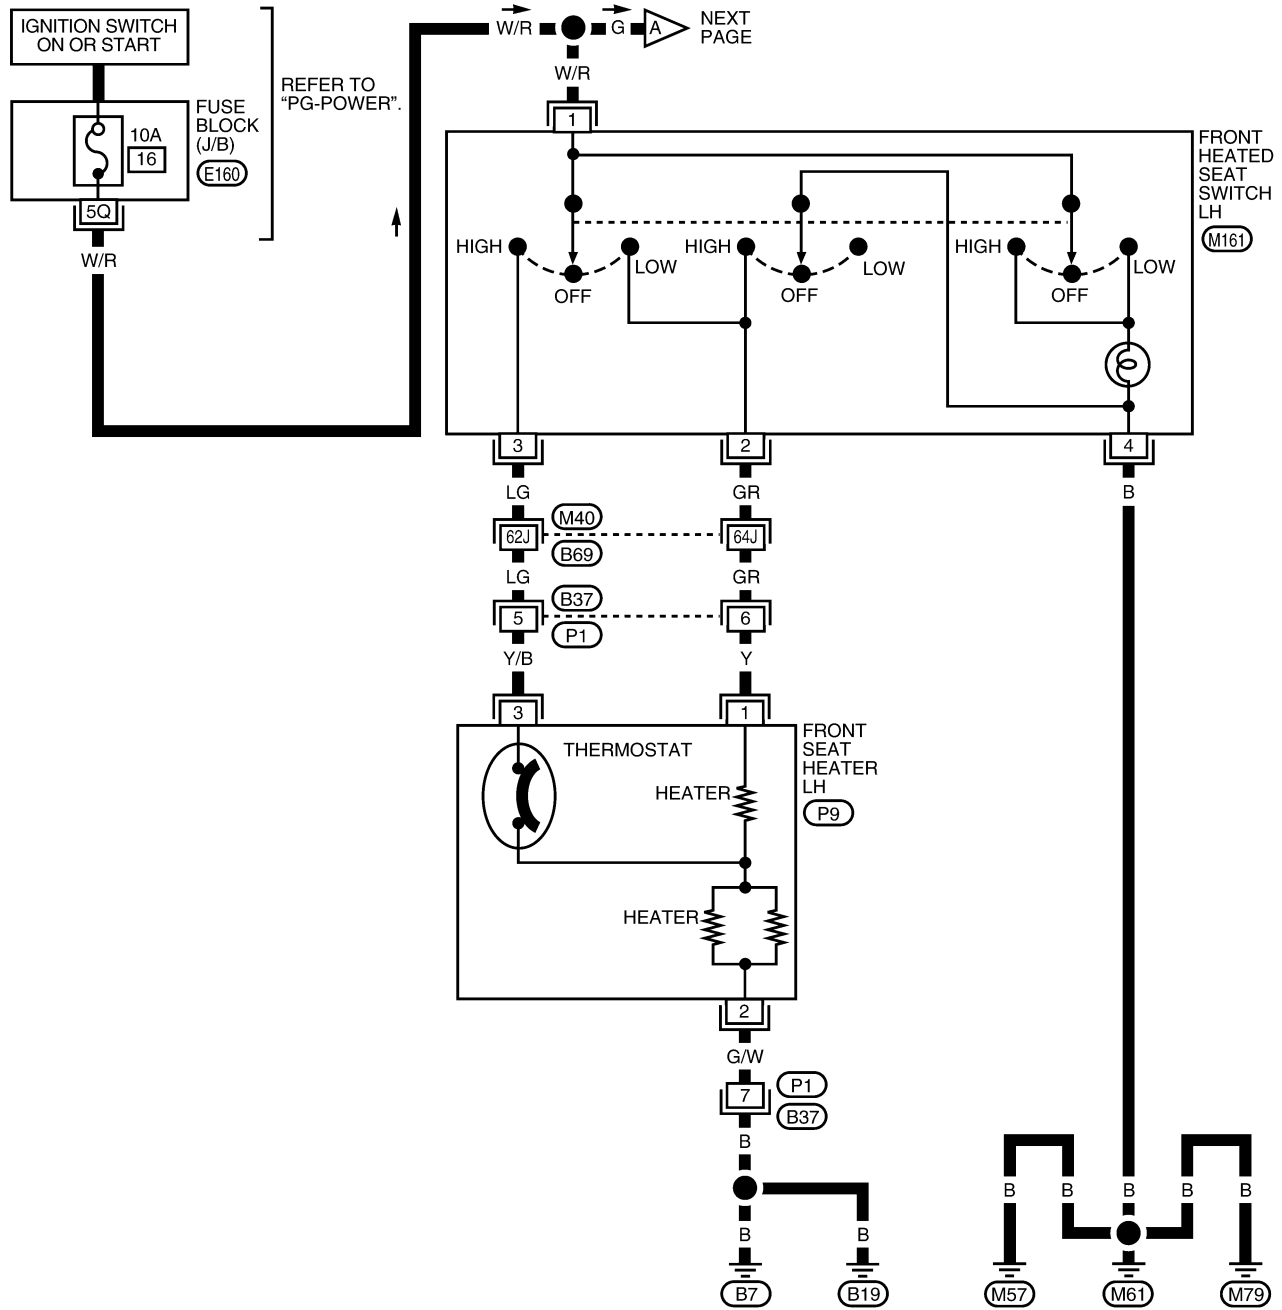 IGNITION SWITCH
ON OR START
REFER TO
“PG-POWER”.
FUSE
BLOCK
(J/B)
E160
10A
16
5Q
W/R
W/R
G
A
NEXT
PAGE
W/R
1
FRONT
HEATED
SEAT
SWITCH
LH
M161
HIGH
OFF
LOW
HIGH
OFF
LOW
HIGH
OFF
LOW
3
2
4
LG
GR
B
M40
62J
64J
B69
LG
GR
B37
5
6
P1
Y/B
Y
3
1
THERMOSTAT
HEATER
HEATER
FRONT
SEAT
HEATER
LH
P9
2
G/W
P1
7
B37
B
B
B
B
B
B
B
B
B7
B19
M57
M61
M79